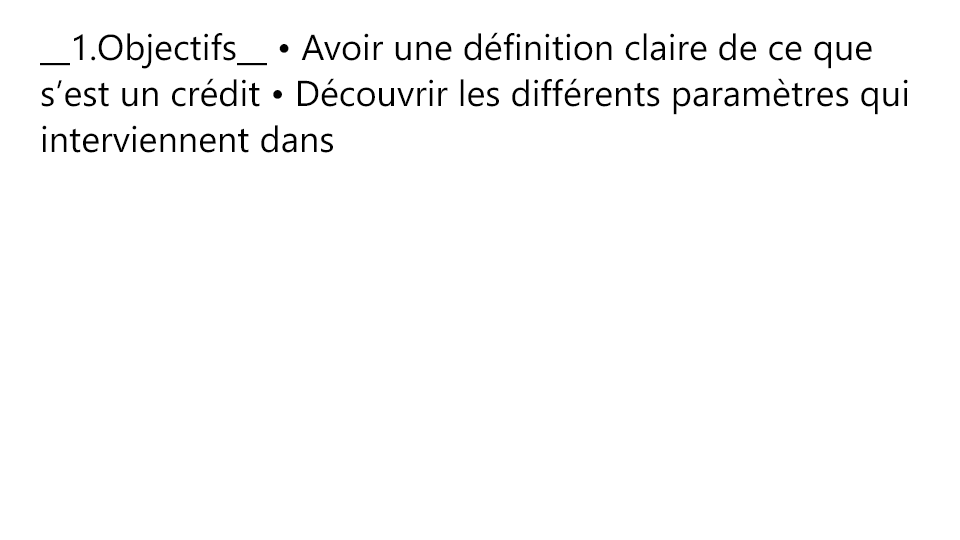 __1.Objectifs__ • Avoir une définition claire de ce que
s’est un crédit • Découvrir les différents paramètres qui
interviennent dans